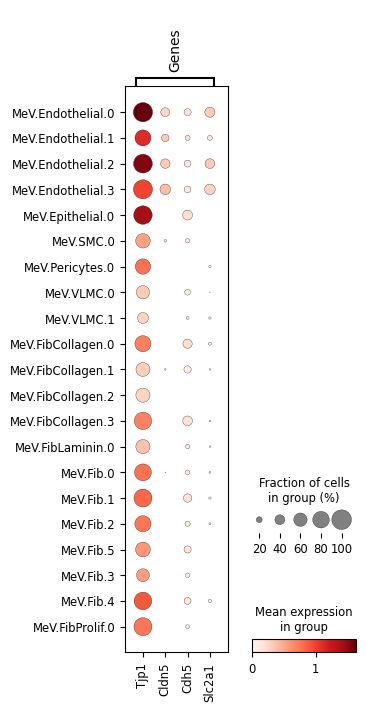 Genes
MeV.Endothelial.0
MeV.Endothelial.1
MeV.Endothelial.2
MeV.Endothelial.3
MeV.Epithelial.0
MeV.SMC.0
MeV.Pericytes.0
MeV.VLMC.0
MeV.VLMC.1
MeV.FibCollagen.0
MeV.FibCollagen.1
MeV.FibCollagen.2
MeV.FibCollagen.3
MeV.FibLaminin.0
MeV.Fib.0
MeV.Fib.1
MeV.Fib.2
MeV.Fib.5
MeV.Fib.3
MeV.Fib.4
MeV.FibProlif.0
Tjp1
Cldn5
Cdh5
Slc2a1
Fraction of cells
in group (%)
20 40 60 80 100
Mean expression
in group
0 1